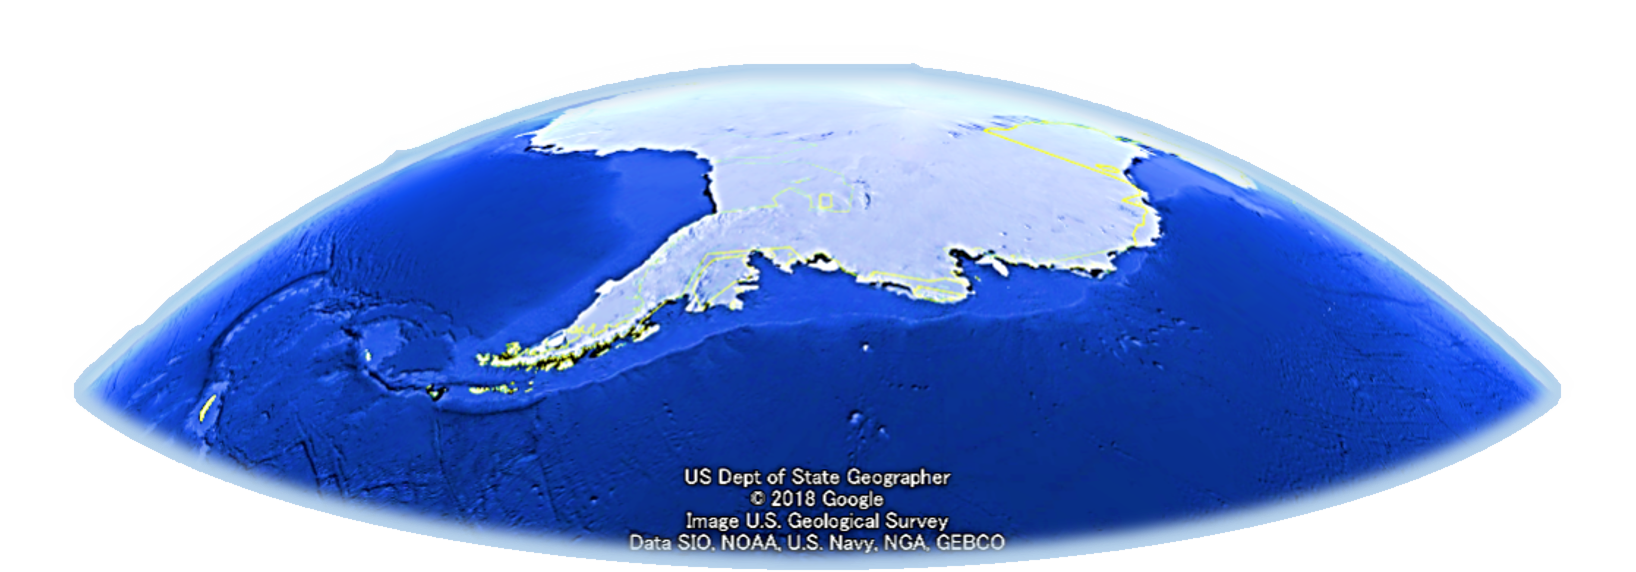 US Dept of State Geographer
© 2018 Google
Image U.S. Geological Survey
Data SIO, NOAA, U.S. Navy, NGA, GEBCO